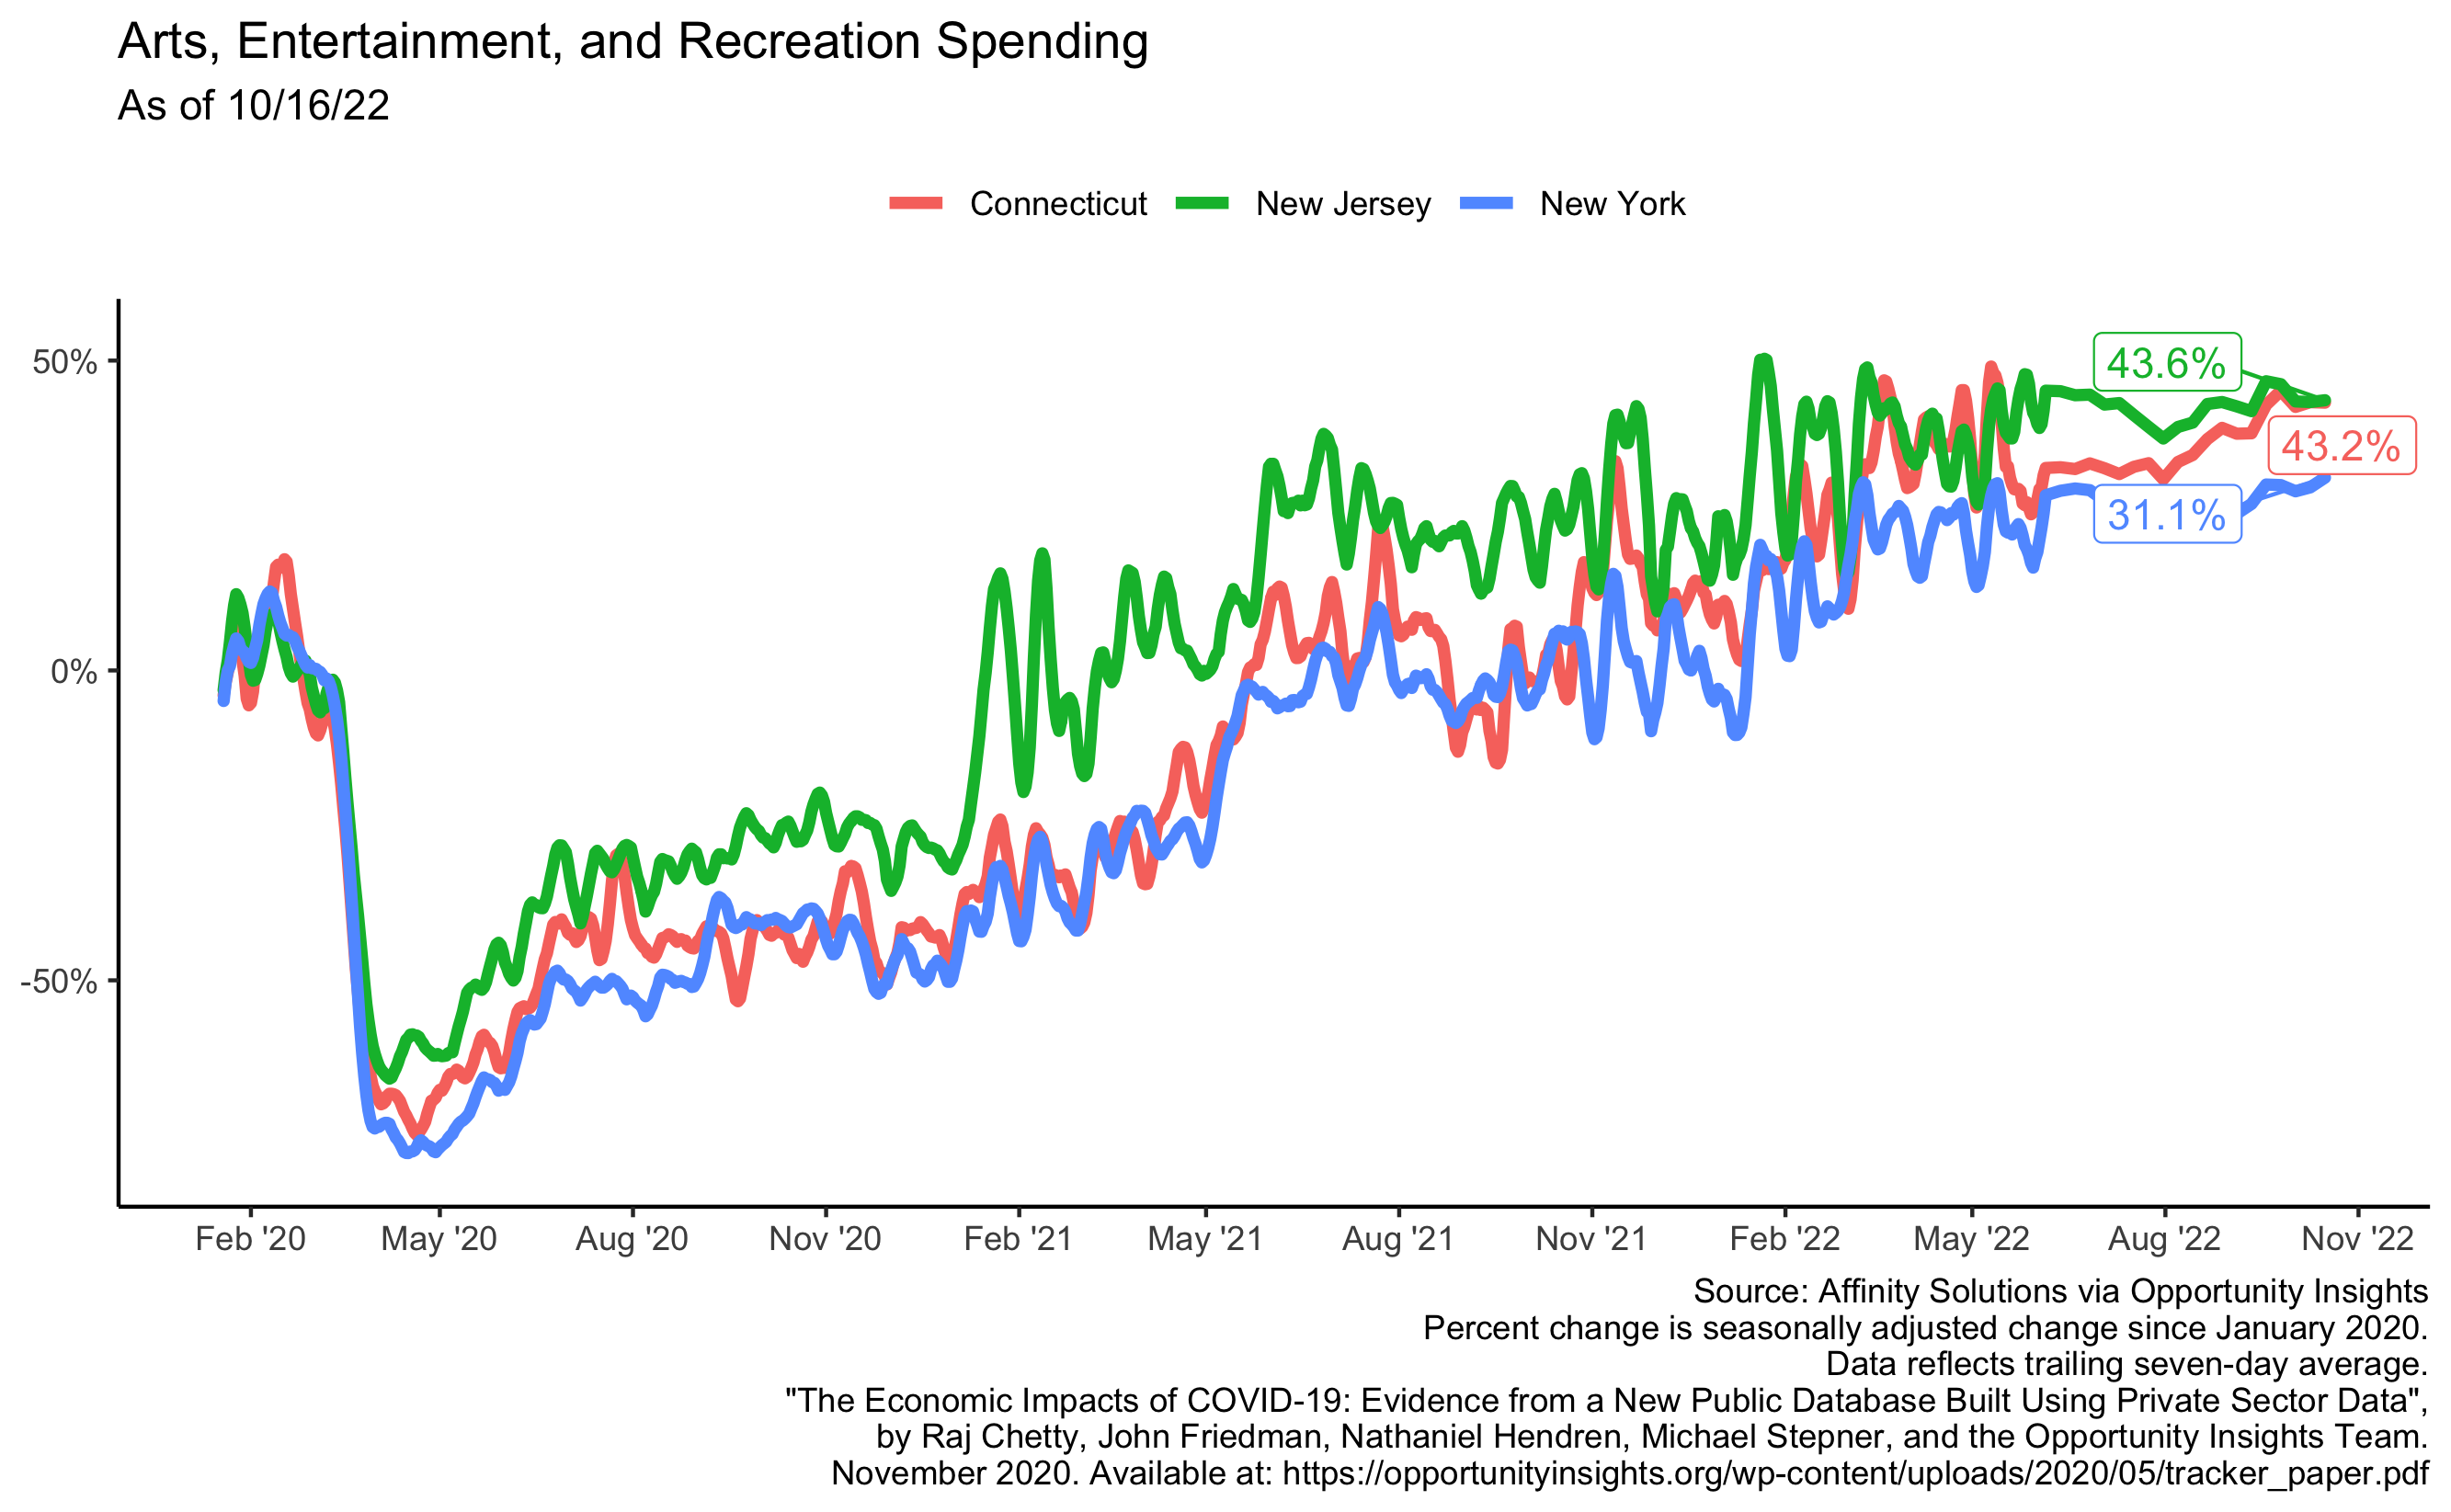 Arts, Entertainment, and Recreation Spending
As of 10/16/22
Connecticut New Jersey New York
50%
0%
-50%
43.6%
43.2%
31.1%
Feb '20 May '20 Aug '20 Nov '20 Feb '21 May '21 Aug '21 Nov '21 Feb '22 May '22 Aug '22 Nov '22
Source: Affinity Solutions via Opportunity Insights
Percent change is seasonally adjusted change since January 2020.
Data reflects trailing seven-day average.
"The Economic Impacts of COVID-19: Evidence from a New Public Database Built Using Private Sector Data",
by Raj Chetty, John Friedman, Nathaniel Hendren, Michael Stepner, and the Opportunity Insights Team.
November 2020. Available at: https://opportunityinsights.org/wp-content/uploads/2020/05/tracker_paper.pdf